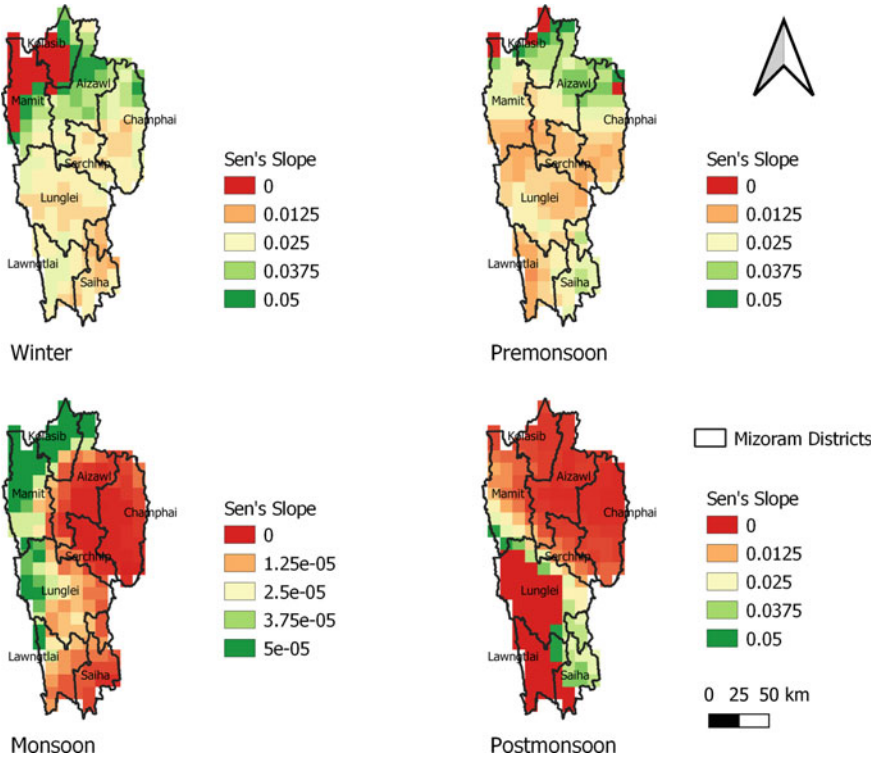 Kolasib
Aizawl
Mamit
Champhai
Serchhip
Lunglei
Lawngtlai
Saiha
Sen's Slope
0
0.0125
0.025
0.0375
0.05
Winter
Kolasib
Aizawl
Mamit
Champhai
Serchhip
Lunglei
Lawngtlai
Saiha
Sen's Slope
0
0.0125
0.025
0.0375
0.05
Premonsoon
Kolasib
Aizawl
Mamit
Champhai
Serchhip
Lunglei
Lawngtlai
Saiha
Sen's Slope
0
1.25e-05
2.5e-05
3.75e-05
5e-05
Monsoon
Kolasib
Aizawl
Mamit
Champhai
Serchhip
Lunglei
Lawngtlai
Saiha
Mizoram Districts
Sen's Slope
0
0.0125
0.025
0.0375
0.05
0 25 50 km
Postmonsoon